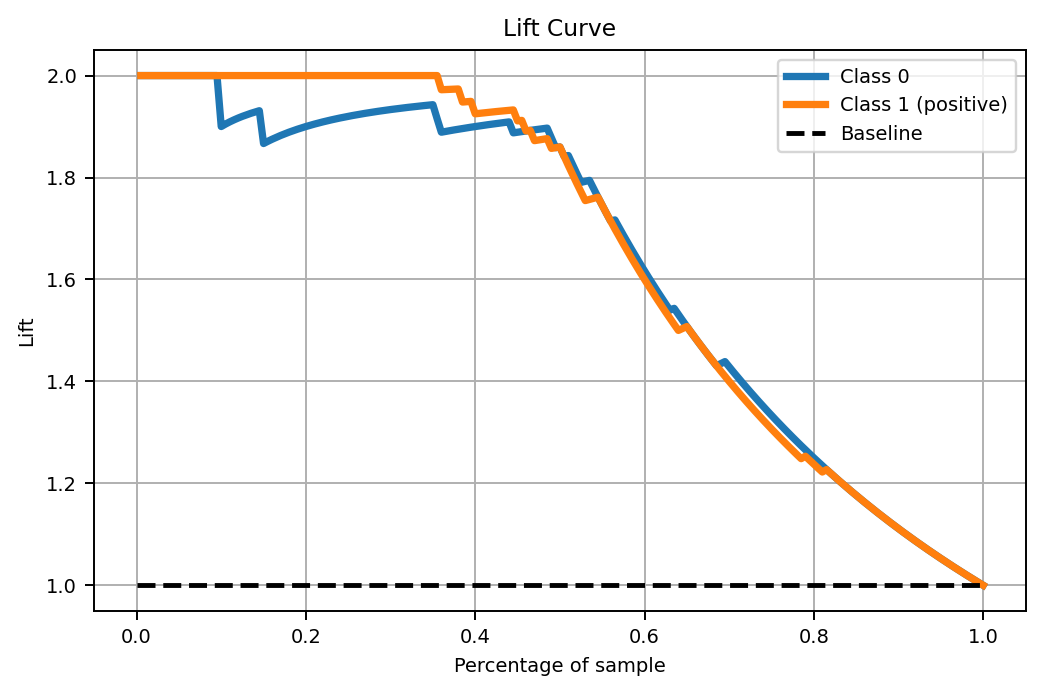 Lift Curve
2.0
1.8
1.6
1.4
1.2
1.0
Lift
Class 0
Class 1 (positive)
Baseline
0.0 0.2 0.4 0.6 0.8 1.0
Percentage of sample